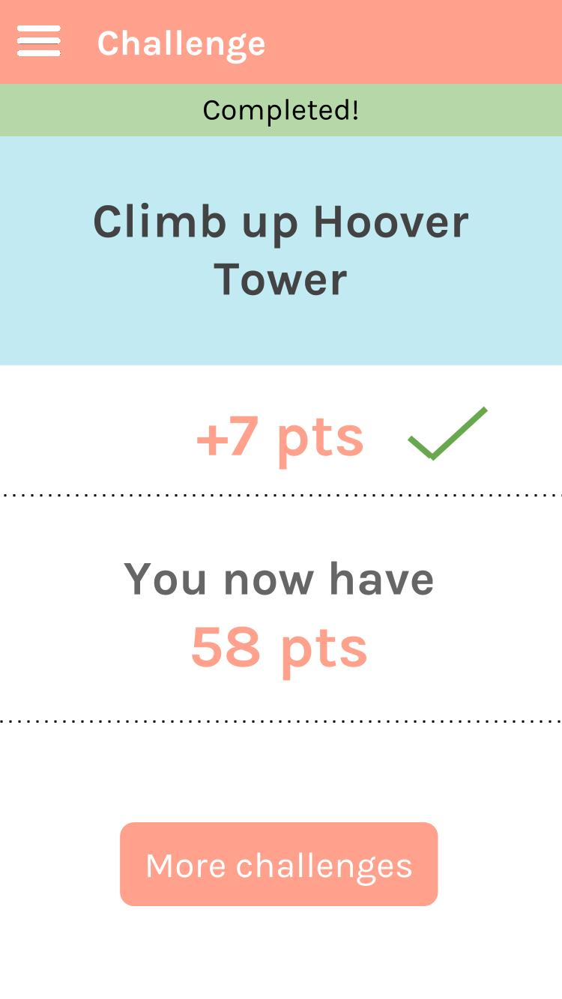 Challenge
Completed!
Climb up Hoover
Tower
+7 pts
You now have
58 pts
More challenges